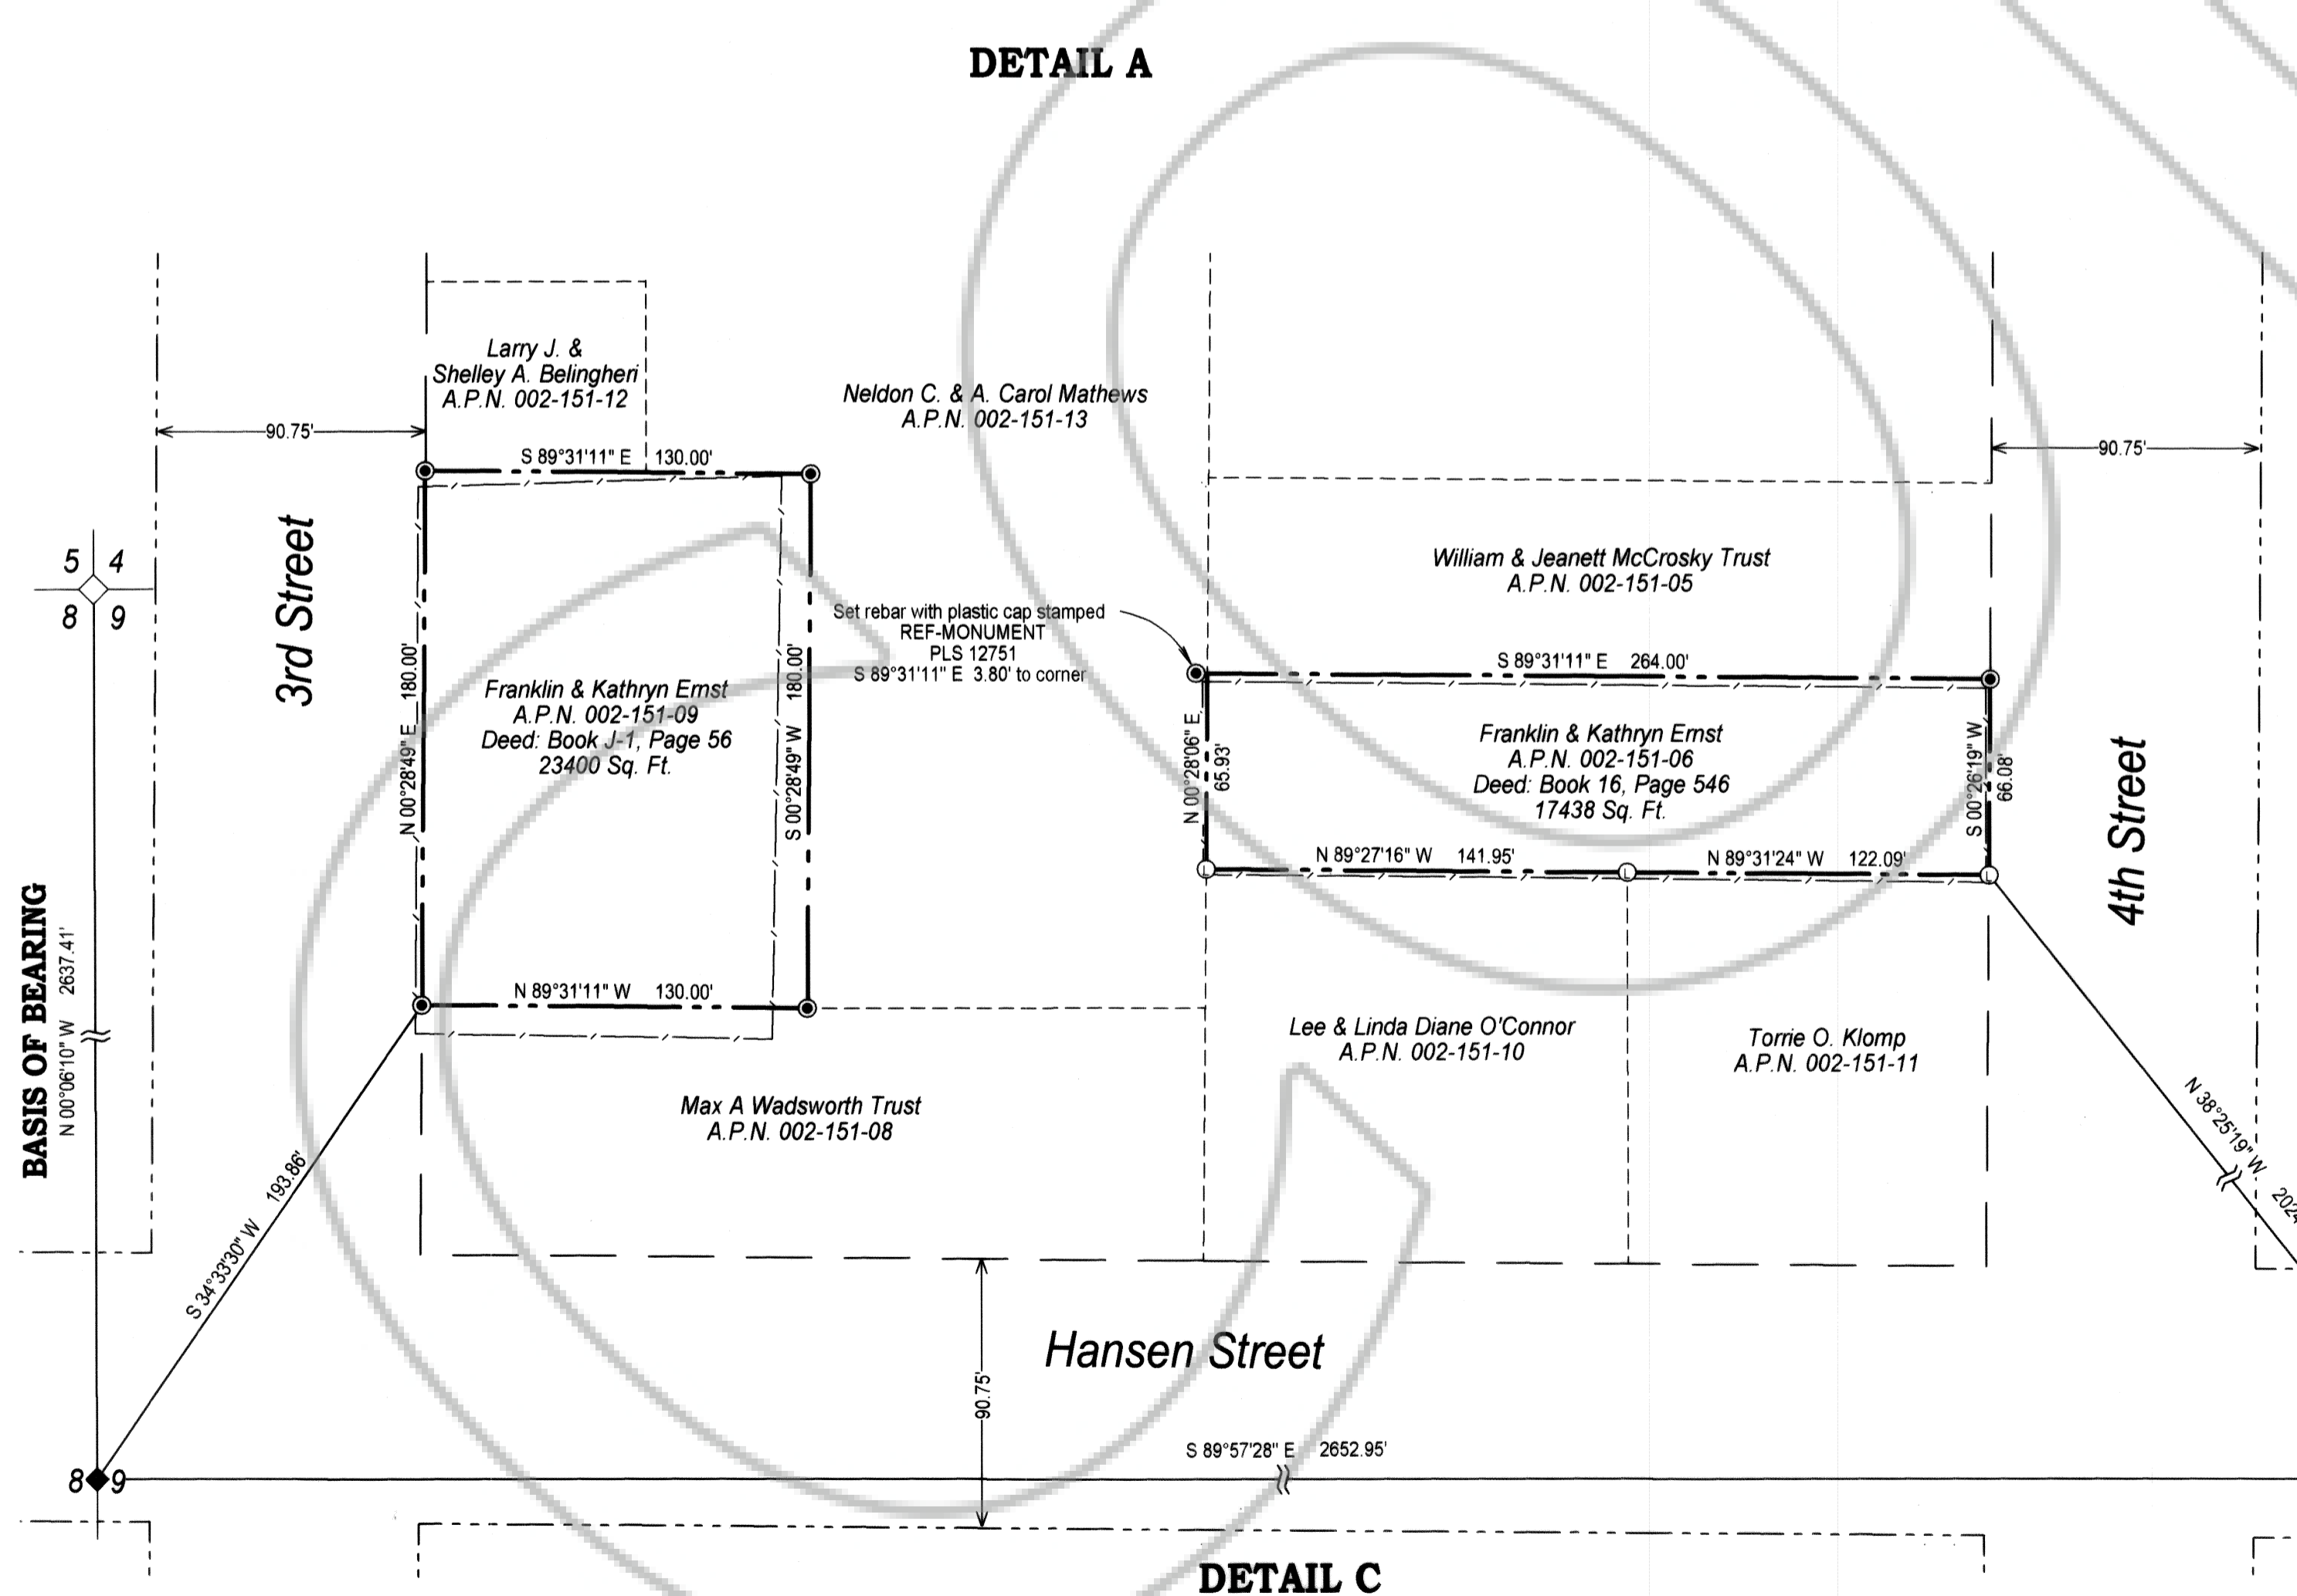 DETAIL A
Larry J. &
Shelley A. Belingheri
A.P.N. 002-151-12
Neldon C. & A. Carol Mathews
A.P.N. 002-151-13
90.75'
S 89°31'11" E 130.00'
90.75'
3rd Street
5 4
8 9
William & Jeanett McCrosky Trust
A.P.N. 002-151-05
Set rebar with plastic cap stamped
REF-MONUMENT
PLS 12751
S 89°31'11" E 3.80' to corner
S 89°31'11" E 264.00'
N 00°28'49" E 180.00'
Franklin & Kathryn Ernst
A.P.N. 002-151-09
Deed: Book J-1, Page 56
23400 Sq. Ft.
S 00°28'49" W 180.00'
N 00°28'06" E
65.93'
Franklin & Kathryn Ernst
A.P.N. 002-151-06
Deed: Book 16, Page 546
17438 Sq. Ft.
S 00°26'19" W
66.08'
4th Street
N 89°27'16" W 141.95'
N 89°31'24" W 122.09'
L
L
L
BASIS OF BEARING
N 00°06'10" W 2637.41'
N 89°31'11" W 130.00'
Lee & Linda Diane O'Connor
A.P.N. 002-151-10
Torrie O. Klomp
A.P.N. 002-151-11
Max A Wadsworth Trust
A.P.N. 002-151-08
N 38°25'19" W
S 34°33'30" W 193.86'
Hansen Street
90.75'
S 89°57'28" E 2652.95'
8 9
DETAIL C